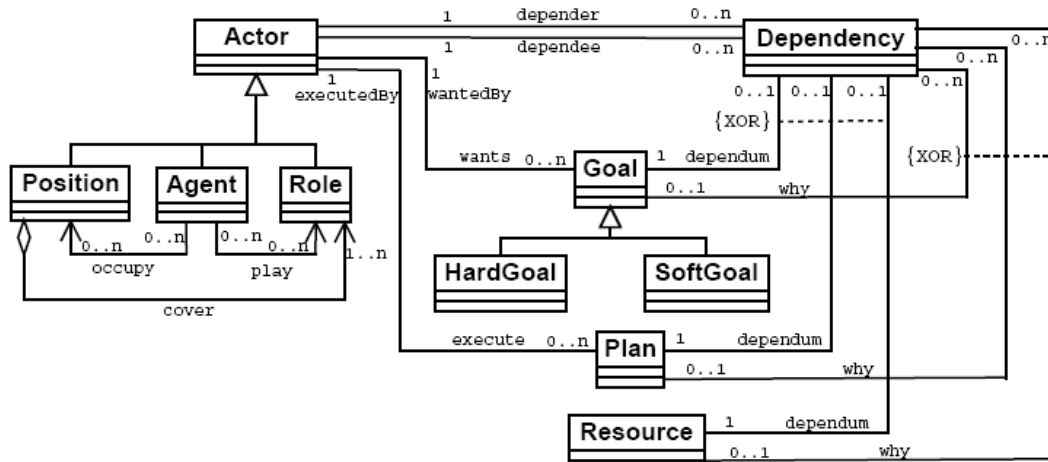 1 depender 0..n
Actor
Dependency
1 dependee 0..n
0..n
1 1
0..n
executedBy wantedBy
0..1 0..1 0..1
0..n
{XOR}
wants 0..n
Goal
1 dependum
{XOR}
Position Agent Role
0..1 why
0..n 0..n 0..n 0..n 1..n
occupy play
HardGoal SoftGoal
cover
execute 0..n
Plan
1 dependum
0..1 why
Resource
1 dependum
0..1 why